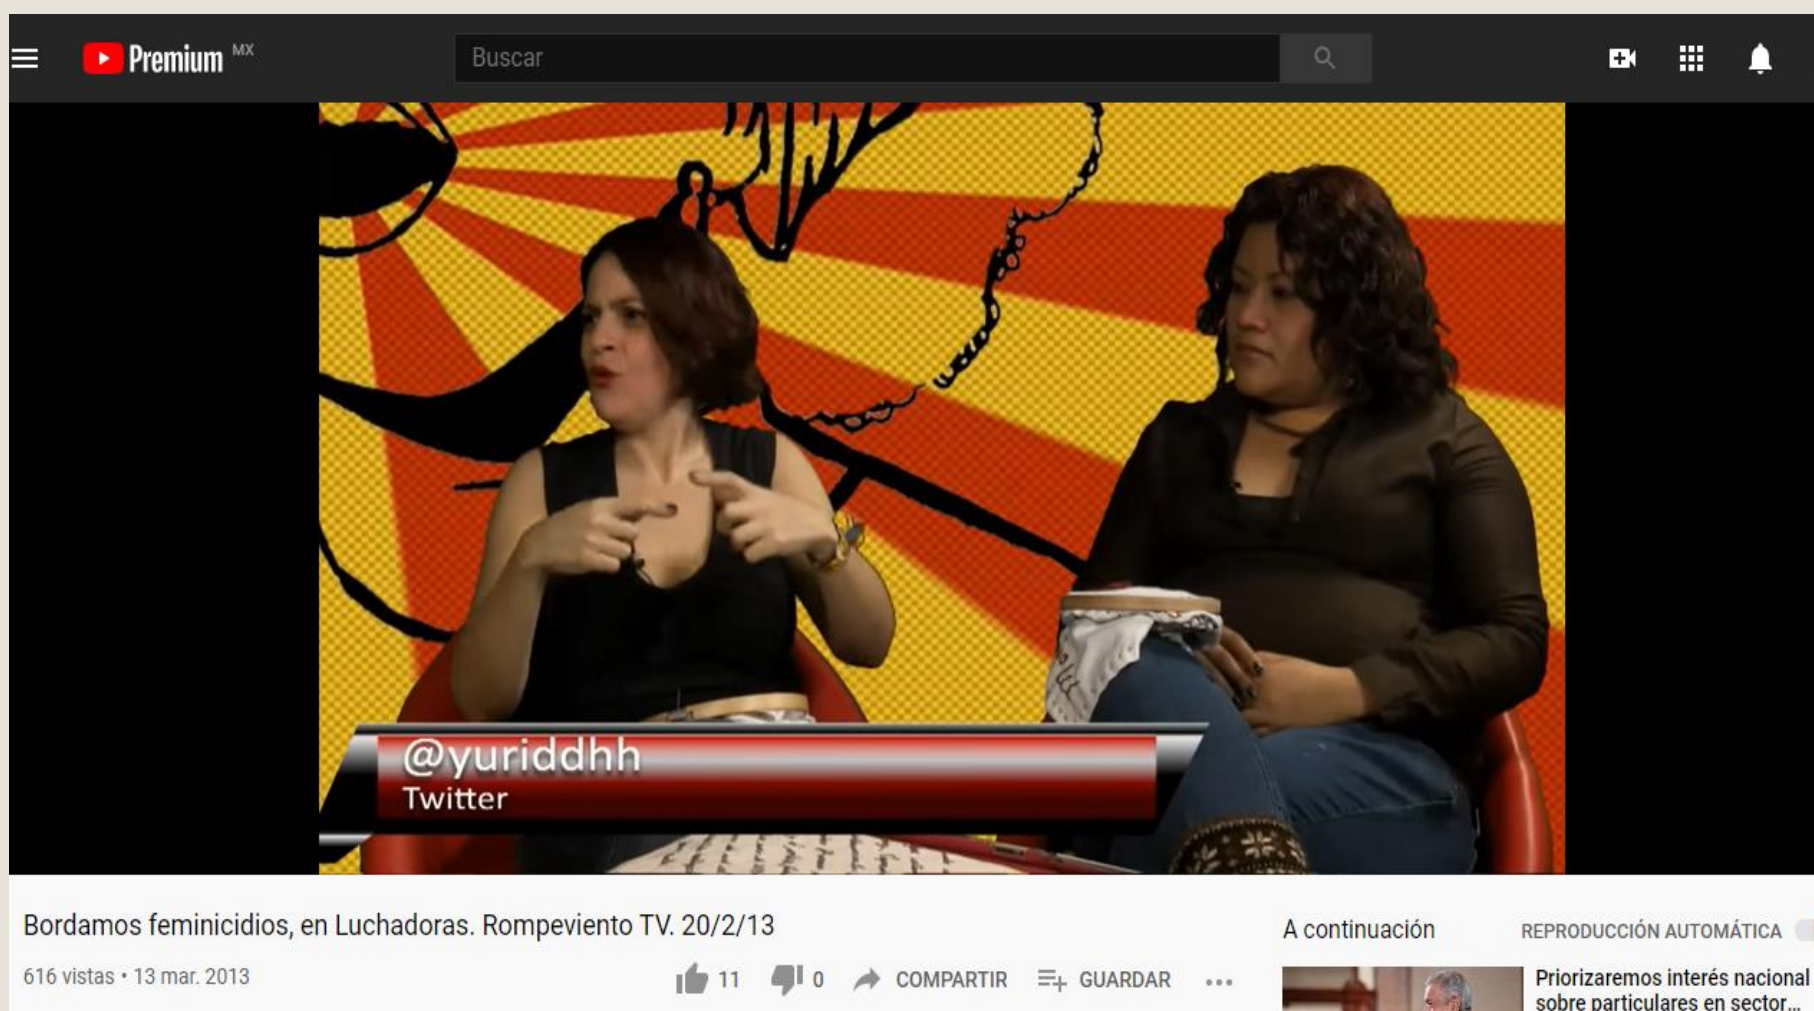 Premium MX
Buscar
@yuriddhh
Twitter
Bordamos feminicidios, en Luchadoras. Rompeviento TV. 20/2/13
616 vistas • 13 mar. 2013
11
0
COMPARTIR
GUARDAR
A continuación
REPRODUCCIÓN AUTOMÁTICA
Priorizaremos interés nacional
sobre particulares en sector...